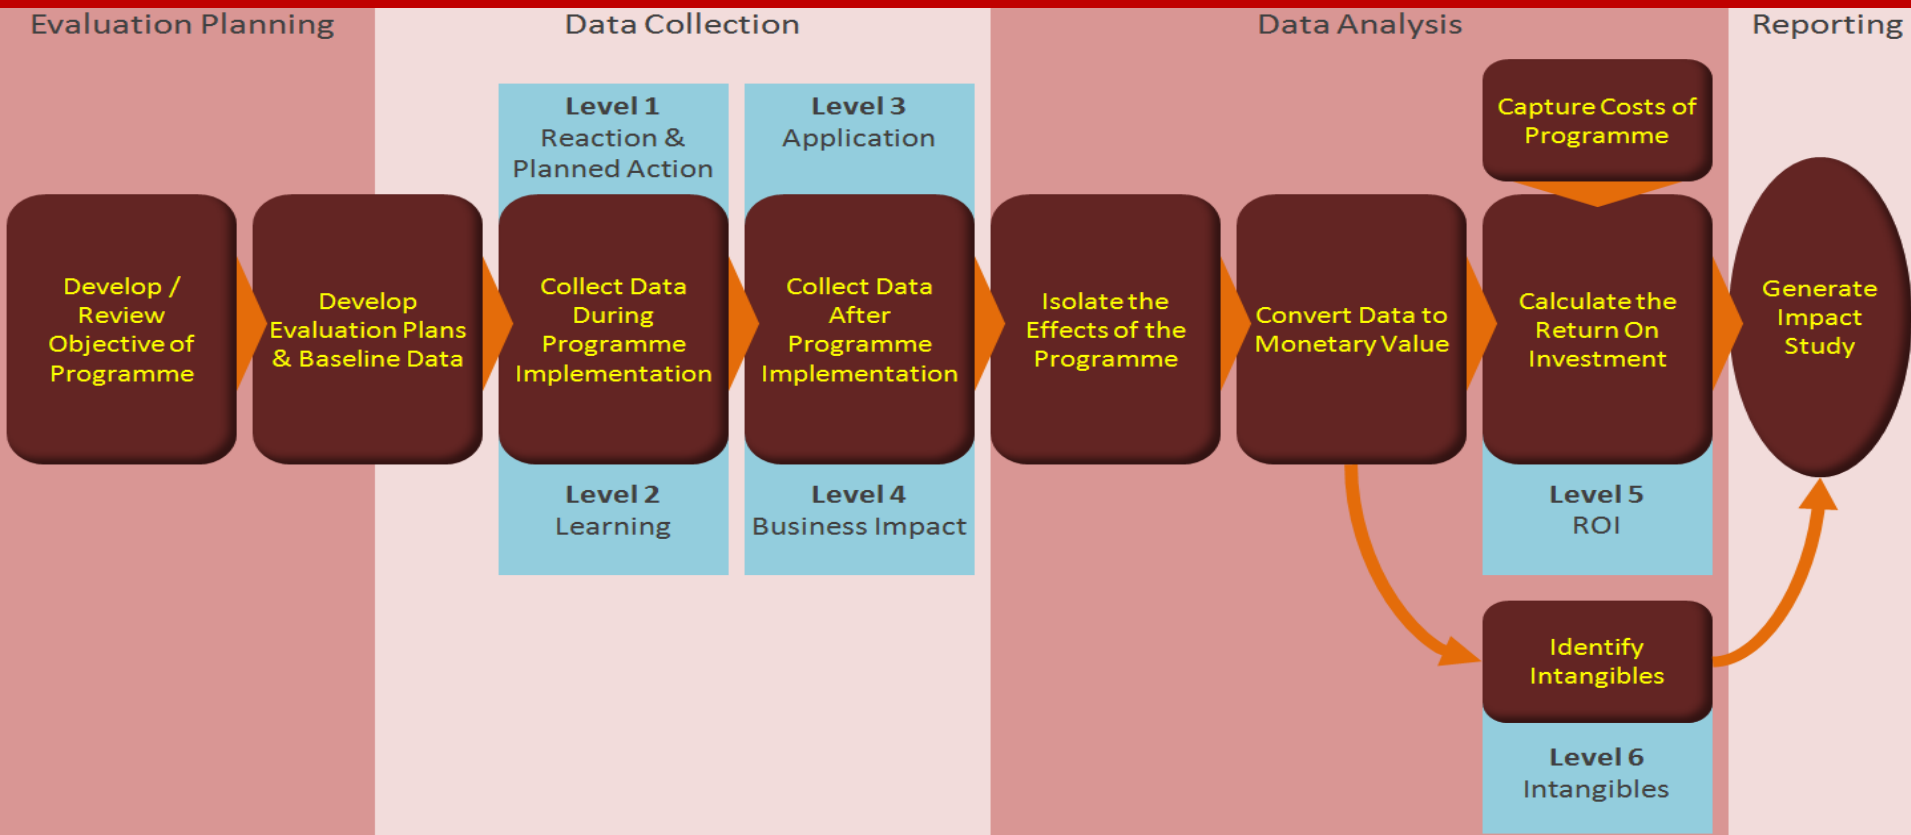 Evaluation Planning
Data Collection
Data Analysis
Reporting
Level 1
Reaction &
Planned Action
Level 3
Application
Capture Costs of
Programme
Develop /
Review
Objective of
Programme
Develop
Evaluation Plans
& Baseline Data
Collect Data
During
Programme
Implementation
Collect Data
After
Programme
Implementation
Isolate the
Effects of the
Programme
Convert Data to
Monetary Value
Calculate the
Return On
Investment
Generate
Impact
Study
Level 2
Learning
Level 4
Business Impact
Level 5
ROI
Identify
Intangibles
Level 6
Intangibles